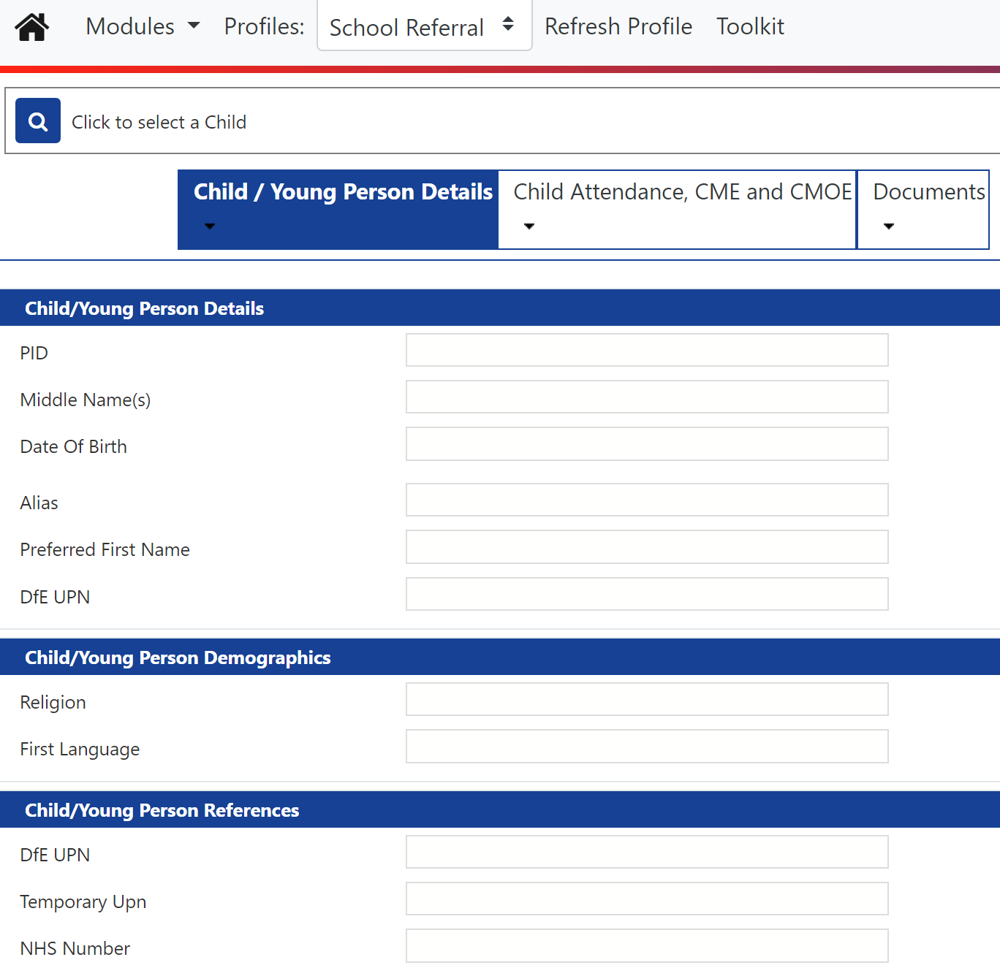 Modules Profiles: School Referral Refresh Profile Toolkit
Click to select a Child
Child / Young Person Details Child Attendance, CME and CMOE Documents
Child/Young Person Details
PID
Middle Name(s)
Date Of Birth
Alias
Preferred First Name
DfE UPN
Child/Young Person Demographics
Religion
First Language
Child/Young Person References
DfE UPN
Temporary Upn
NHS Number